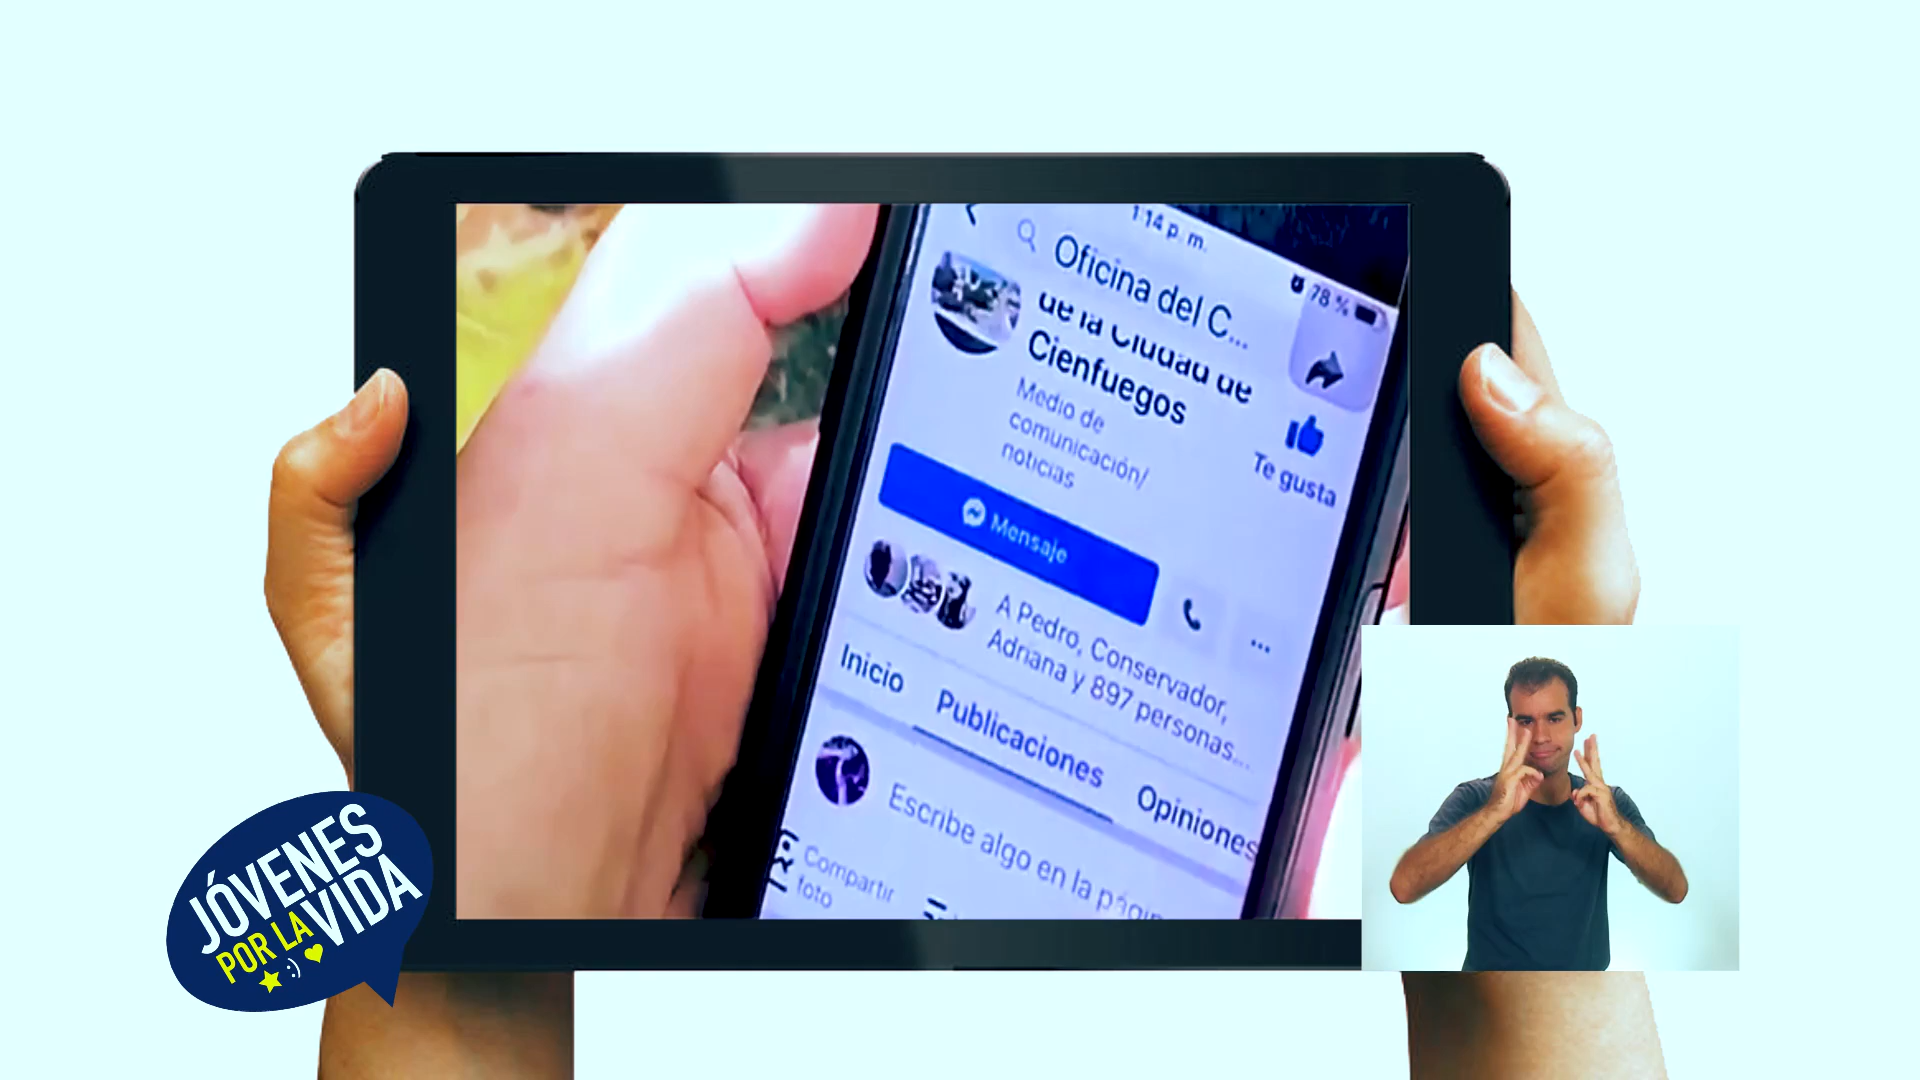 1:14 p. m.
78 %
Oficina del C...
de la Ciudad de
Cienfuegos
Medio de
comunicación/
noticias
Te gusta
Mensaje
A Pedro, Conservador,
Adriana y 897 personas...
Inicio
Publicaciones
Opiniones
Escribe algo en la págin
Compartir
foto
JÓVENES
POR LA VIDA